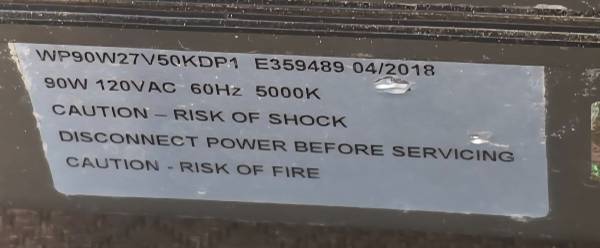 WP90W27V50KDP1 E359489 04/2018
90W 120VAC 60Hz 5000K
CAUTION – RISK OF SHOCK
DISCONNECT POWER BEFORE SERVICING
CAUTION - RISK OF FIRE